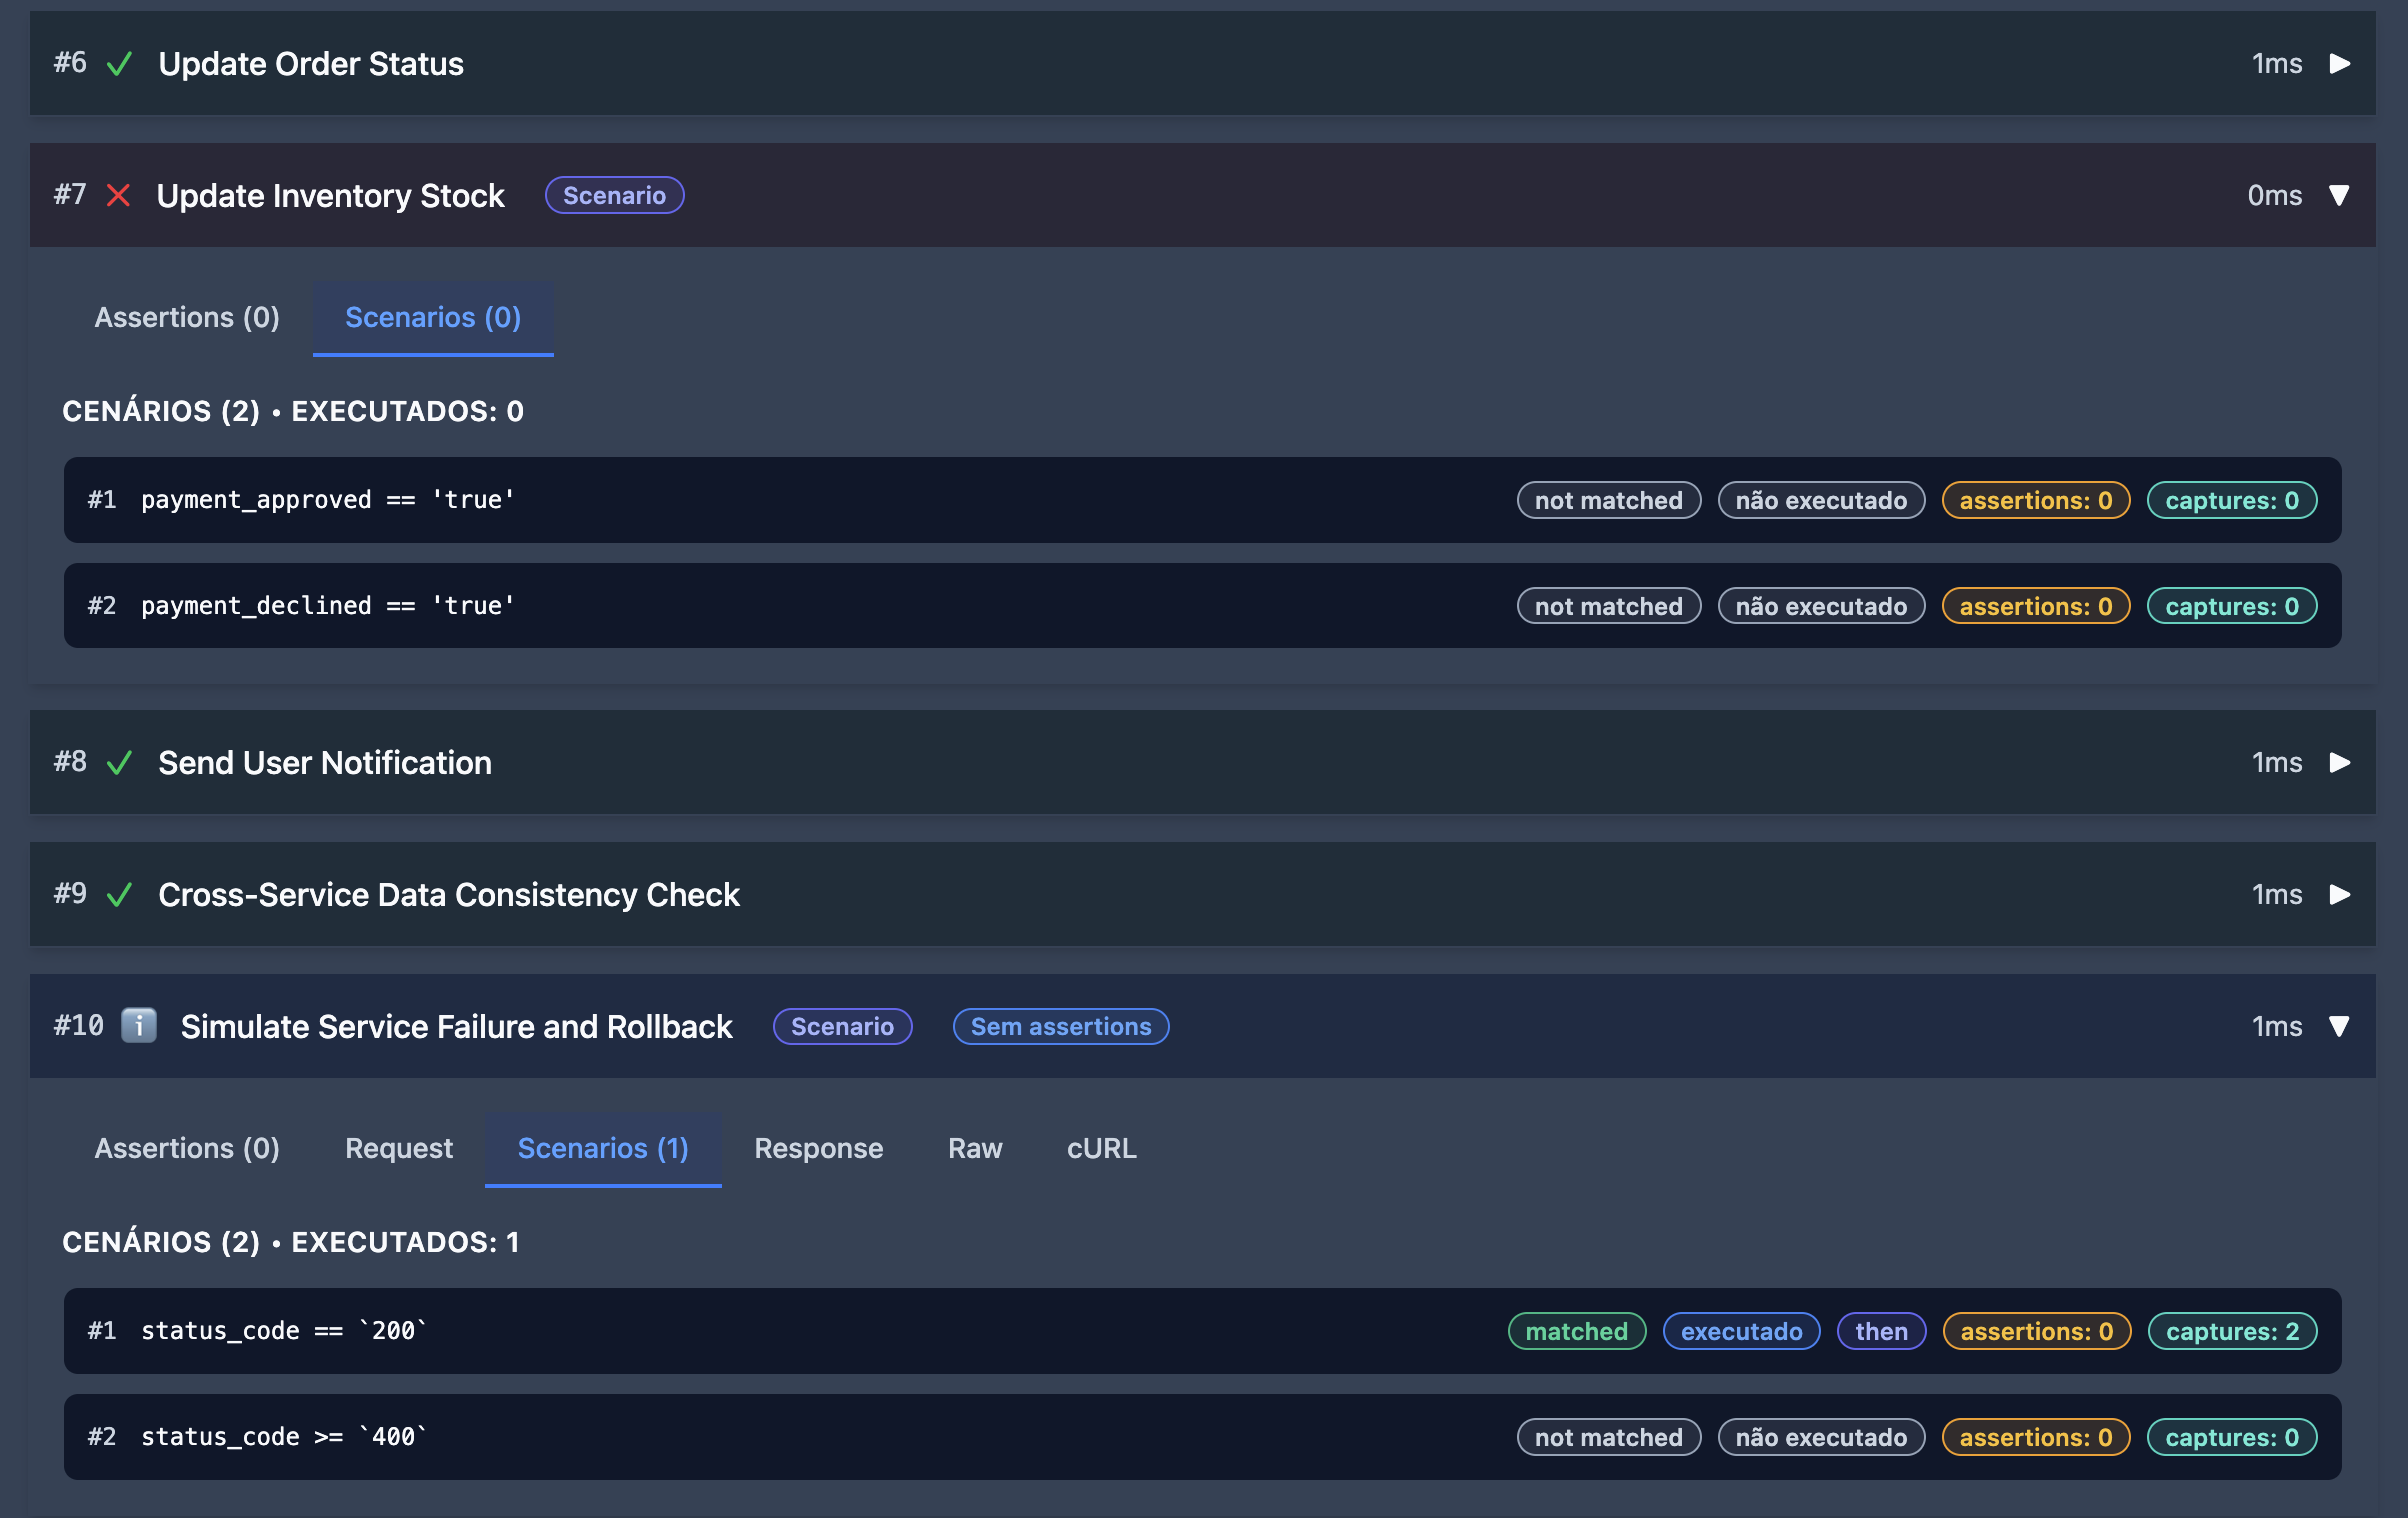 #6 ✓ Update Order Status 1ms ▶
#7 ✗ Update Inventory Stock Scenario 0ms ▼
Assertions (0) Scenarios (0)
CENÁRIOS (2) • EXECUTADOS: 0
#1 payment_approved == 'true' not matched não executado assertions: 0 captures: 0
#2 payment_declined == 'true' not matched não executado assertions: 0 captures: 0
#8 ✓ Send User Notification 1ms ▶
#9 ✓ Cross-Service Data Consistency Check 1ms ▶
#10 ℹ Simulate Service Failure and Rollback Scenario Sem assertions 1ms ▼
Assertions (0) Request Scenarios (1) Response Raw cURL
CENÁRIOS (2) • EXECUTADOS: 1
#1 status_code == `200` matched executado then assertions: 0 captures: 2
#2 status_code >= `400` not matched não executado assertions: 0 captures: 0